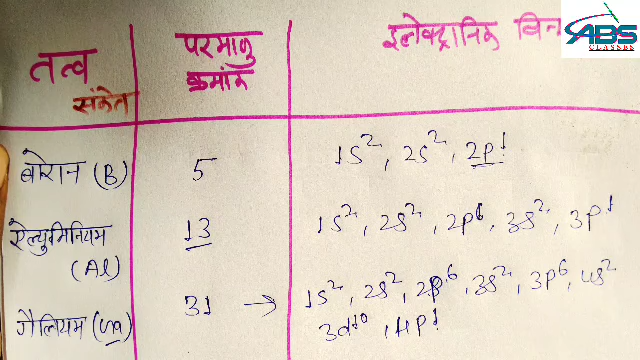 तत्व संकेत
परमाणु क्रमांक
इलेक्ट्रानिक
ABS CLASSES
बोरान (B) 5 1s², 2s², 2p¹
ऐल्युमिनियम (Al) 13 1s², 2s², 2p⁶, 3s², 3p¹
गैलियम (Ga) 31 → 1s², 2s², 2p⁶, 3s², 3p⁶, 4s²
3d¹⁰, 4p¹